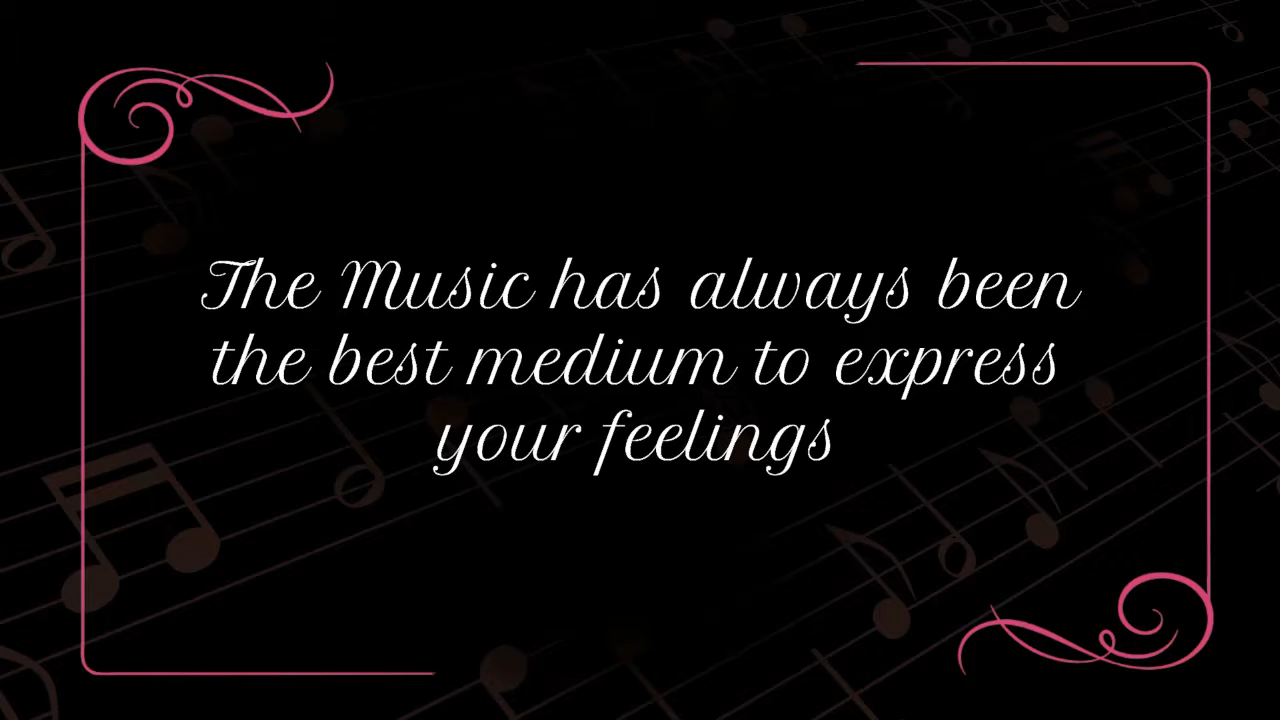 The Music has always been
the best medium to express
your feelings